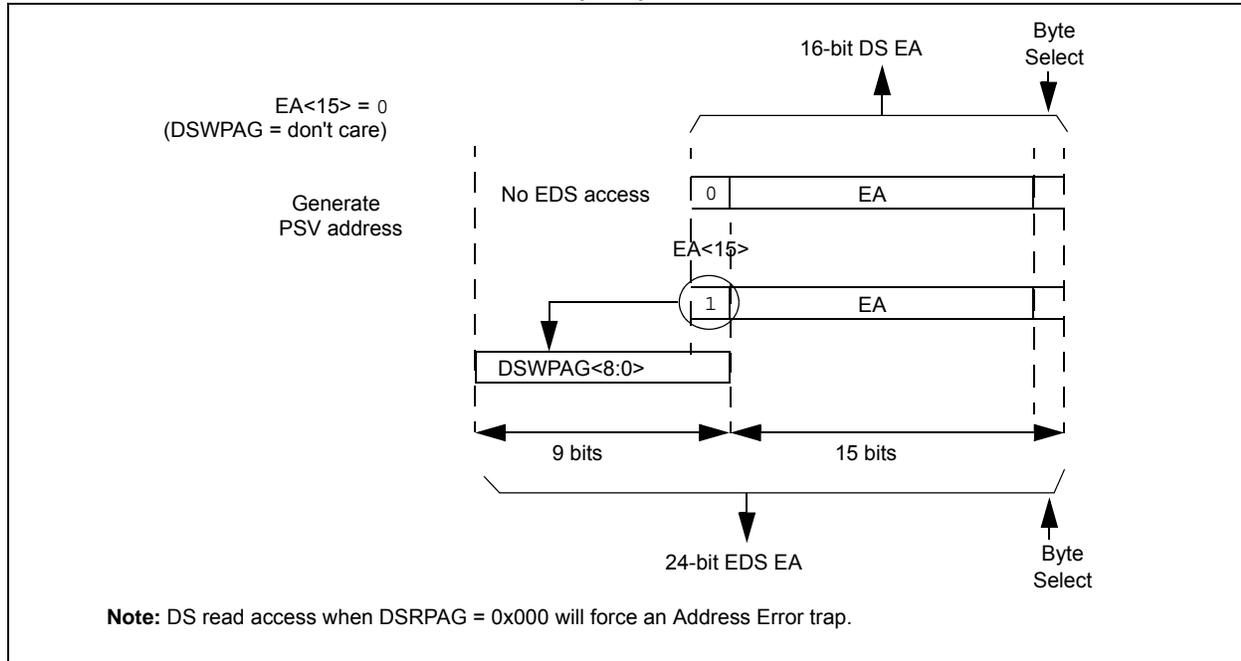 16-bit DS EA
Byte
Select
EA<15> = 0
(DSWPAG = don't care)
Generate
PSV address
No EDS access
0
EA
EA<15>
1
EA
DSWPAG<8:0>
9 bits
15 bits
24-bit EDS EA
Byte
Select
Note: DS read access when DSRPAG = 0x000 will force an Address Error trap.